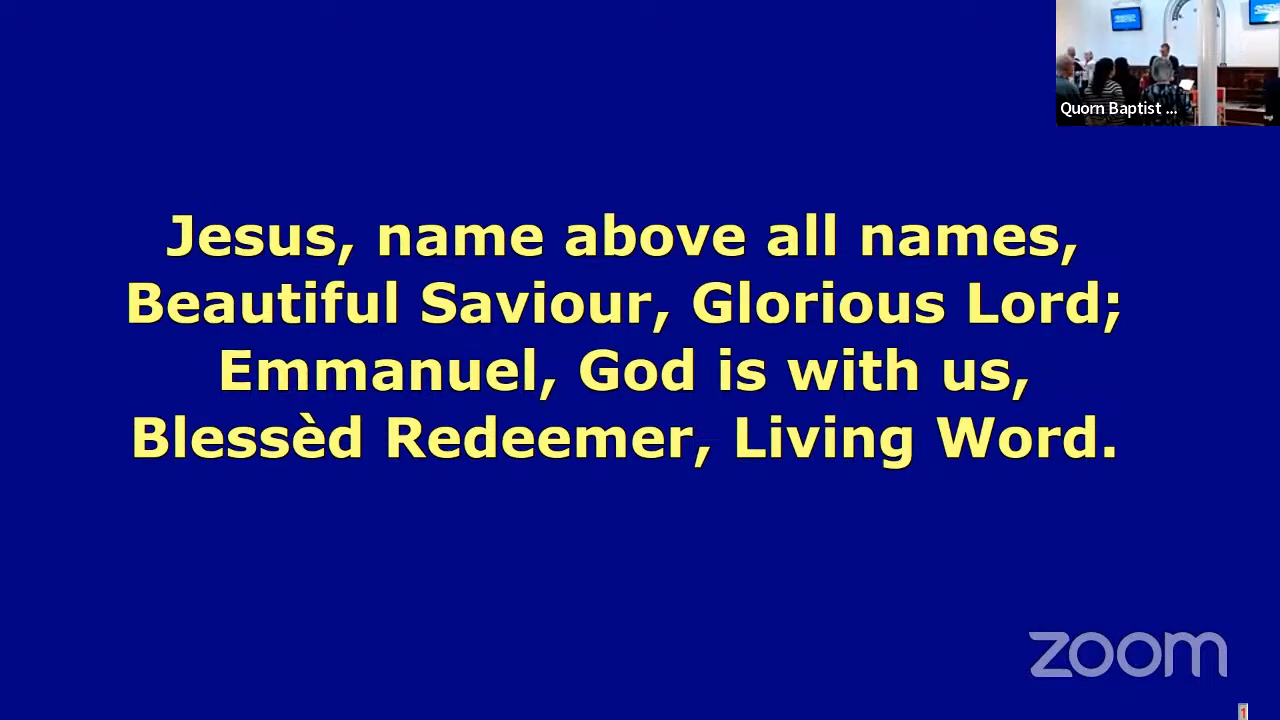 Quorn Baptist ...
Jesus, name above all names,
Beautiful Saviour, Glorious Lord;
Emmanuel, God is with us,
Blessèd Redeemer, Living Word.
zoom
1